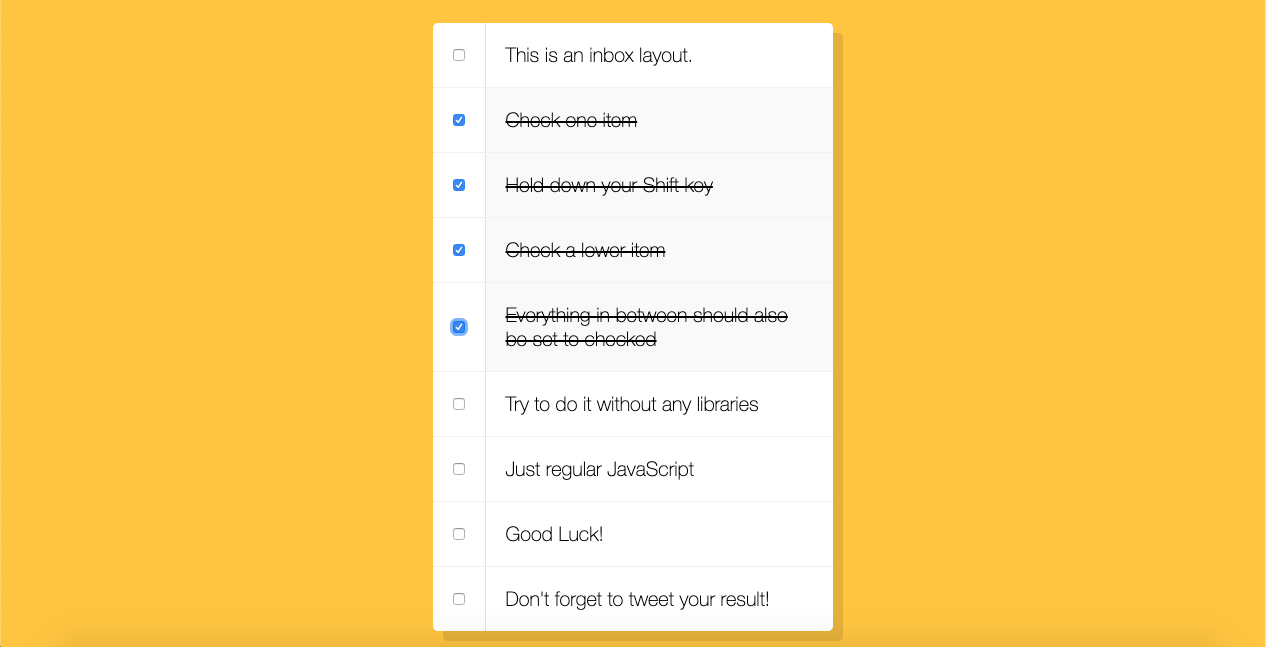 This is an inbox layout.
Check one item
Hold down your Shift key
Check a lower item
Everything in between should also
be set to checked
Try to do it without any libraries
Just regular JavaScript
Good Luck!
Don't forget to tweet your result!